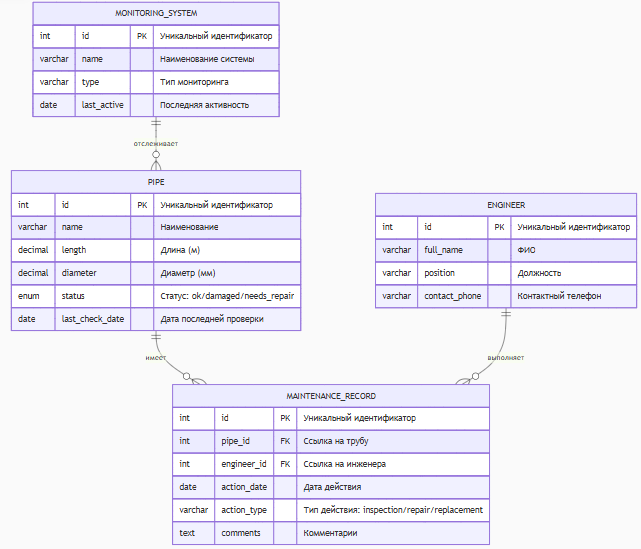 MONITORING_SYSTEM
int id PK Уникальный идентификатор
varchar name Наименование системы
varchar type Тип мониторинга
date last_active Последняя активность
отслеживает
PIPE
int id PK Уникальный идентификатор
varchar name Наименование
decimal length Длина (м)
decimal diameter Диаметр (мм)
enum status Статус: ok/damaged/needs_repair
date last_check_date Дата последней проверки
ENGINEER
int id PK Уникальный идентификатор
varchar full_name ФИО
varchar position Должность
varchar contact_phone Контактный телефон
имеет
выполняет
MAINTENANCE_RECORD
int id PK Уникальный идентификатор
int pipe_id FK Ссылка на трубу
int engineer_id FK Ссылка на инженера
date action_date Дата действия
varchar action_type Тип действия: inspection/repair/replacement
text comments Комментарии